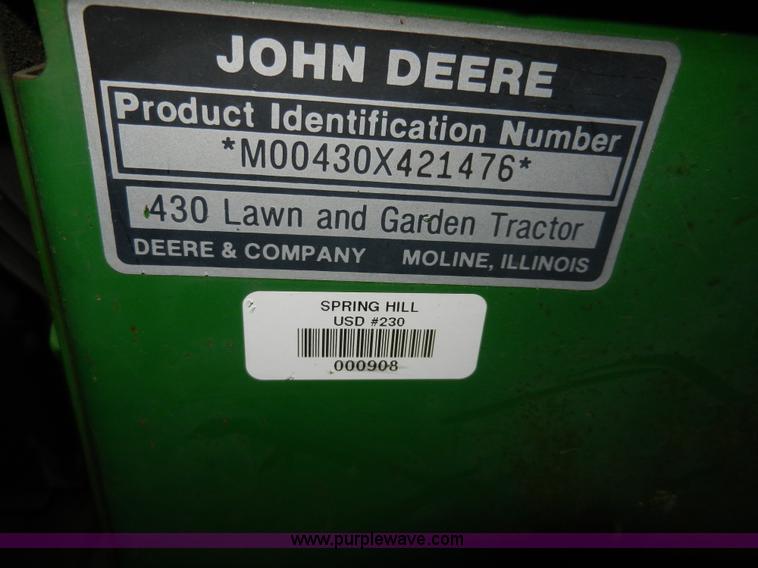 JOHN DEERE
Product Identification Number
*M00430X421476*
430 Lawn and Garden Tractor
DEERE & COMPANY MOLINE, ILLINOIS
SPRING HILL
USD #230
000908
www.purplewave.com